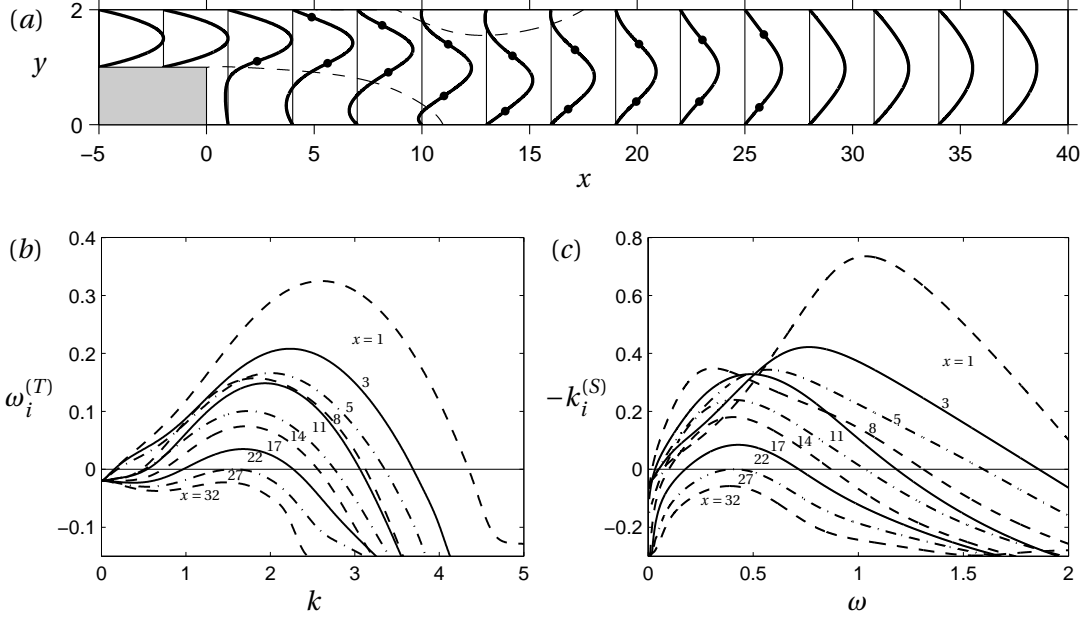 (a)
y
2
1
0
−5 0 5 10 15 20 25 30 35 40
x
(b)
ω_i^(T)
0.4
0.3
0.2
0.1
0
−0.1
x = 1
3
5
8
11
14
17
22
27
x = 32
0 1 2 3 4 5
k
(c)
−k_i^(S)
0.8
0.6
0.4
0.2
0
−0.2
x = 1
3
5
8
11
14
17
22
27
x = 32
0 0.5 1 1.5 2
ω